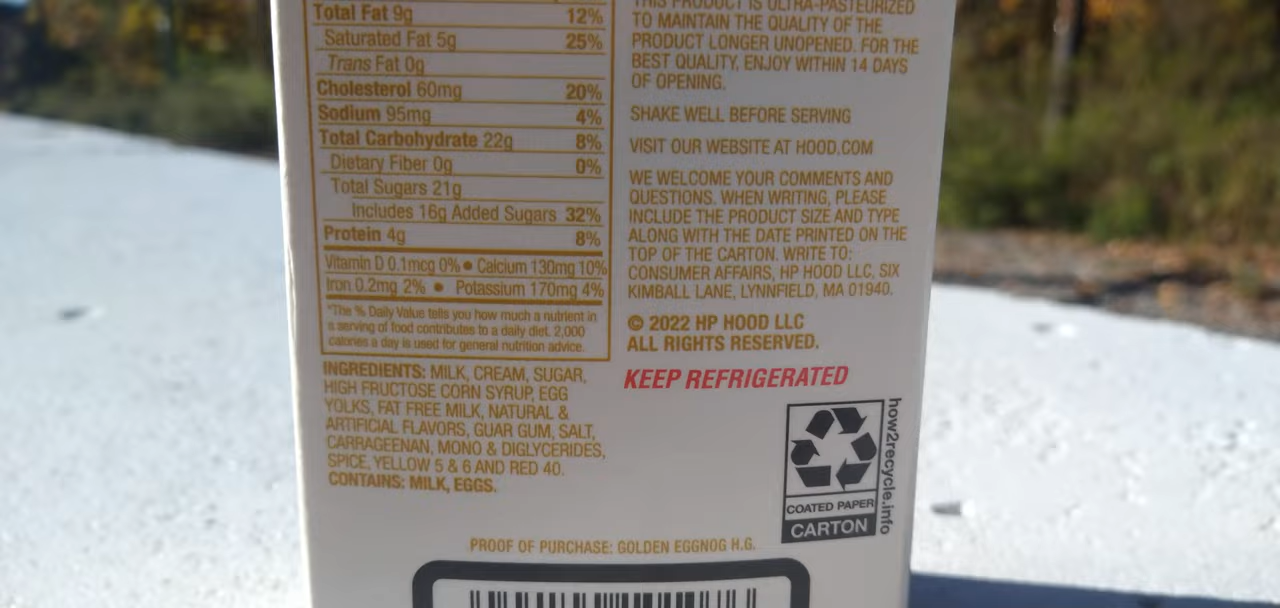 Total Fat 9g 12%
Saturated Fat 5g 25%
Trans Fat 0g
Cholesterol 60mg 20%
Sodium 95mg 4%
Total Carbohydrate 22g 8%
Dietary Fiber 0g 0%
Total Sugars 21g
Includes 16g Added Sugars 32%
Protein 4g 8%
Vitamin D 0.1mcg 0% • Calcium 130mg 10%
Iron 0.2mg 2% • Potassium 170mg 4%
*The % Daily Value tells you how much a nutrient in
a serving of food contributes to a daily diet. 2,000
calories a day is used for general nutrition advice.
INGREDIENTS: MILK, CREAM, SUGAR,
HIGH FRUCTOSE CORN SYRUP, EGG
YOLKS, FAT FREE MILK, NATURAL &
ARTIFICIAL FLAVORS, GUAR GUM, SALT,
CARRAGEENAN, MONO & DIGLYCERIDES,
SPICE, YELLOW 5 & 6 AND RED 40.
CONTAINS: MILK, EGGS.
THIS PRODUCT IS ULTRA-PASTEURIZED
TO MAINTAIN THE QUALITY OF THE
PRODUCT LONGER UNOPENED. FOR THE
BEST QUALITY, ENJOY WITHIN 14 DAYS
OF OPENING.
SHAKE WELL BEFORE SERVING
VISIT OUR WEBSITE AT HOOD.COM
WE WELCOME YOUR COMMENTS AND
QUESTIONS. WHEN WRITING, PLEASE
INCLUDE THE PRODUCT SIZE AND TYPE
ALONG WITH THE DATE PRINTED ON THE
TOP OF THE CARTON. WRITE TO:
CONSUMER AFFAIRS, HP HOOD LLC, SIX
KIMBALL LANE, LYNNFIELD, MA 01940.
© 2022 HP HOOD LLC
ALL RIGHTS RESERVED.
KEEP REFRIGERATED
how2recycle.info
COATED PAPER
CARTON
PROOF OF PURCHASE: GOLDEN EGGNOG H.G.